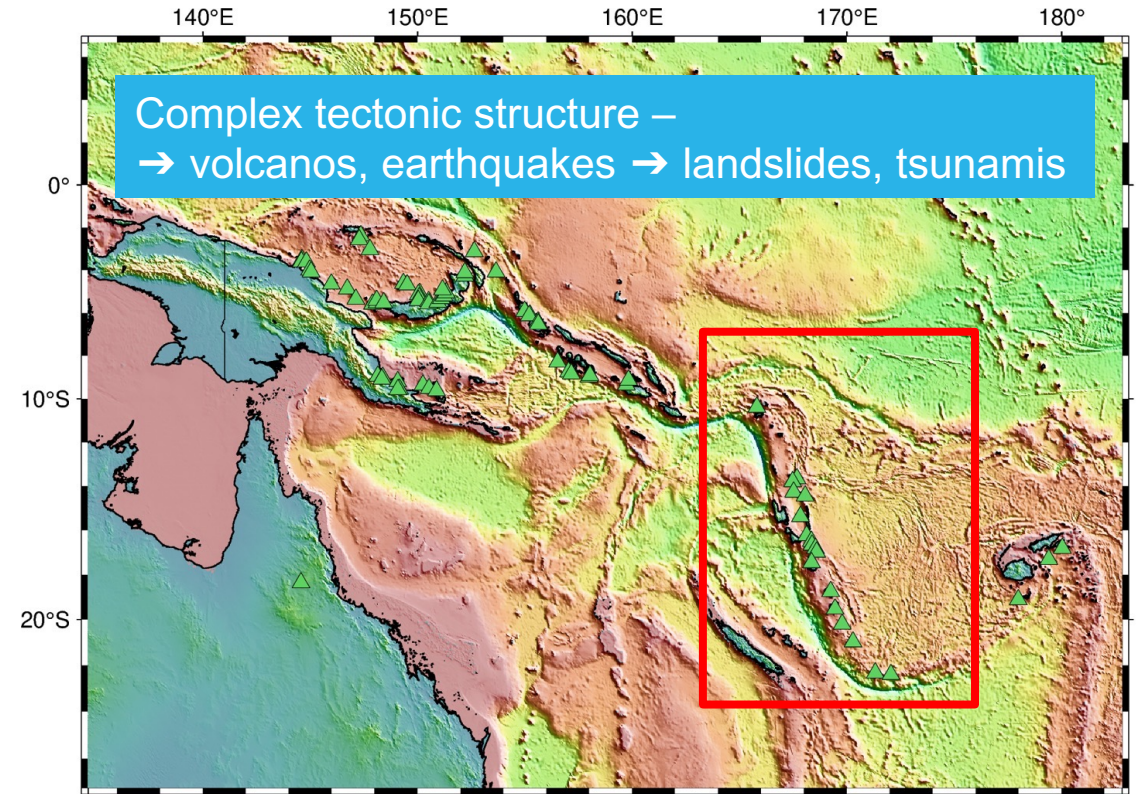 140°E 150°E 160°E 170°E 180°
Complex tectonic structure –
➔ volcanos, earthquakes ➔ landslides, tsunamis
0°
10°S
20°S